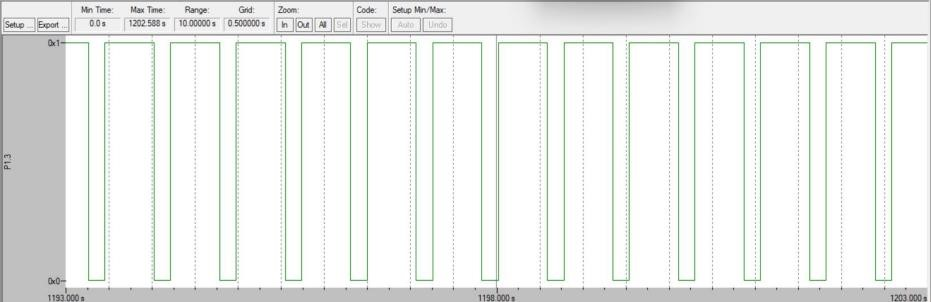 Min Time: Max Time: Range: Grid: Zoom: Code: Setup Min/Max:
Setup ... Export ... 0.0 s 1202.588 s 10.00000 s 0.500000 s In Out All Sel Show Auto Undo
0x1
P1.3
0x0
1193.000 s 1198.000 s 1203.000 s